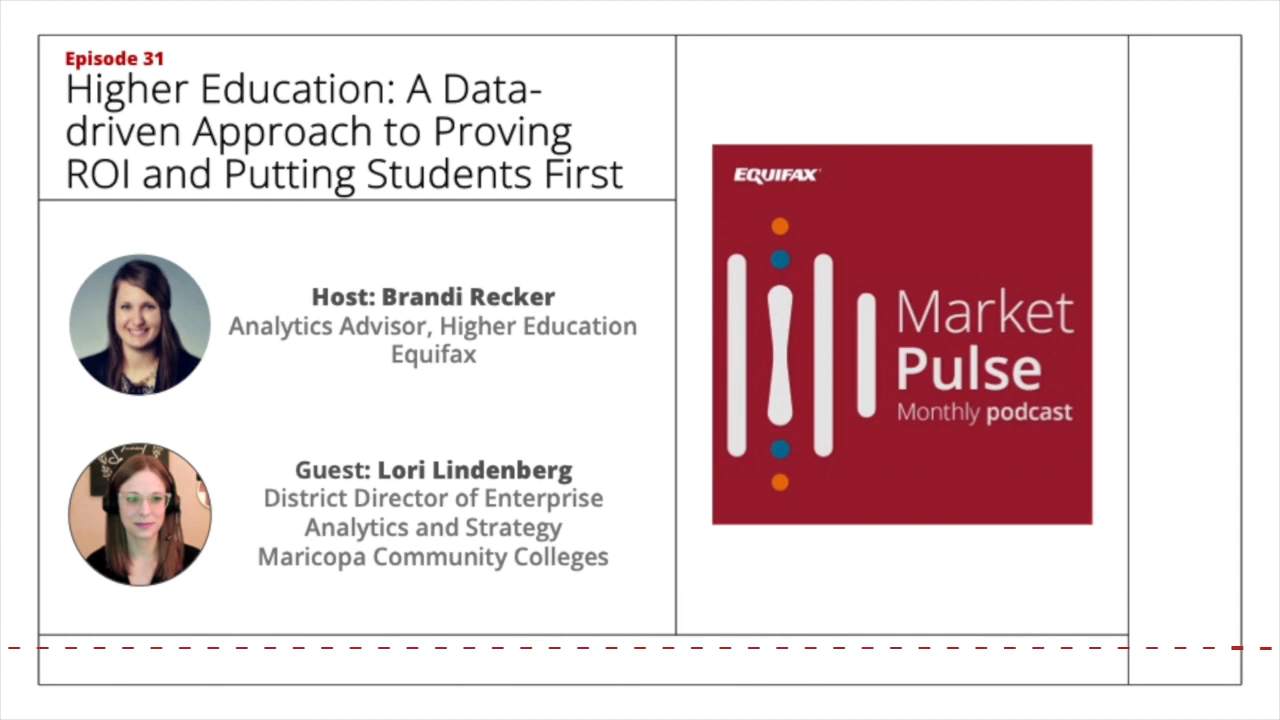 Episode 31
Higher Education: A Data-
driven Approach to Proving
ROI and Putting Students First
Host: Brandi Recker
Analytics Advisor, Higher Education
Equifax
Guest: Lori Lindenberg
District Director of Enterprise
Analytics and Strategy
Maricopa Community Colleges
EQUIFAX
Market
Pulse
Monthly podcast